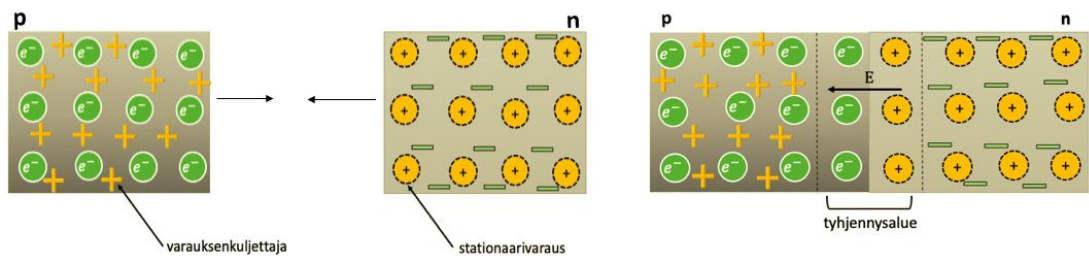 p
n
e⁻ e⁻ e⁻ e⁻
e⁻ e⁻ e⁻ e⁻
e⁻ e⁻ e⁻ e⁻
+ + + +
+ + + +
+ + + +
varauksenkuljettaja
stationaarivaraus
p
n
e⁻ e⁻ e⁻ e⁻ + + + +
E
e⁻ e⁻ e⁻ + + + +
e⁻ e⁻ e⁻ e⁻ + + + +
tyhjennysalue